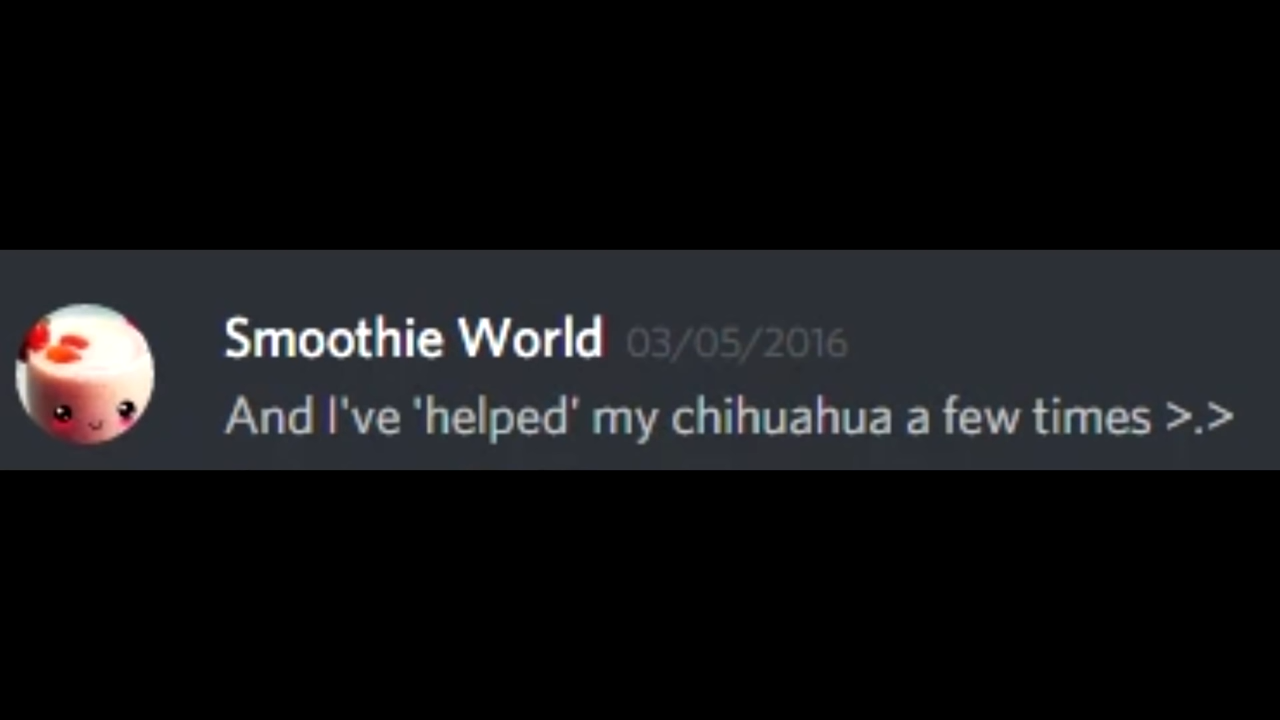 Smoothie World 03/05/2016
And I've 'helped' my chihuahua a few times >.>